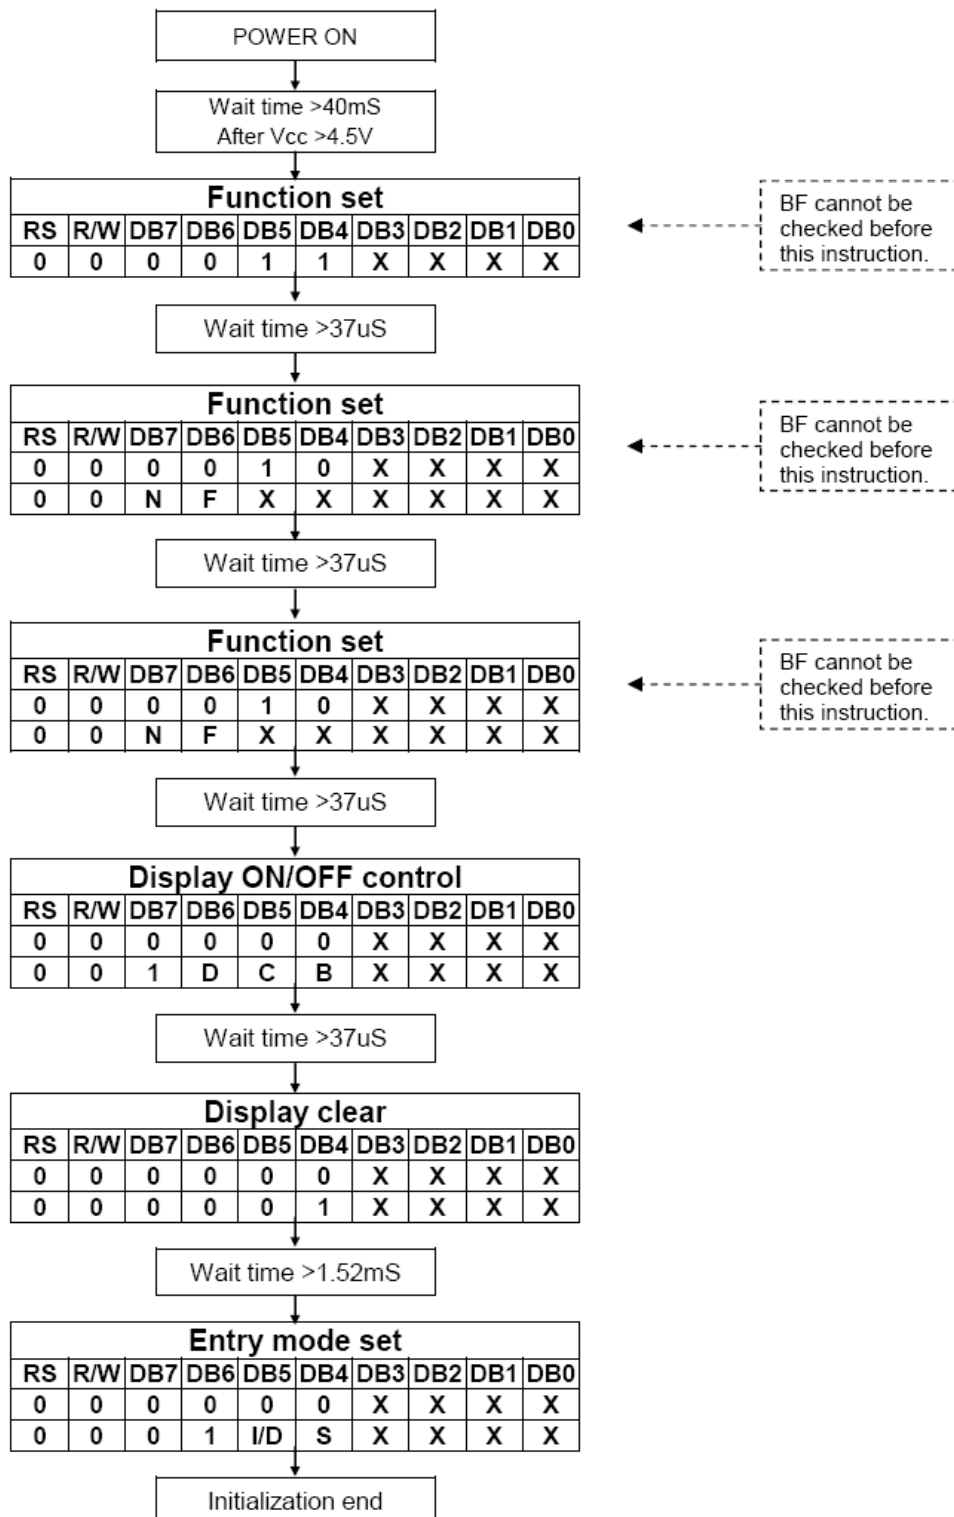 POWER ON
Wait time >40mS
After Vcc >4.5V
Function set
RS R/W DB7 DB6 DB5 DB4 DB3 DB2 DB1 DB0
0 0 0 0 1 1 X X X X
BF cannot be
checked before
this instruction.
Wait time >37uS
Function set
RS R/W DB7 DB6 DB5 DB4 DB3 DB2 DB1 DB0
0 0 0 0 1 0 X X X X
0 0 N F X X X X X X
BF cannot be
checked before
this instruction.
Wait time >37uS
Function set
RS R/W DB7 DB6 DB5 DB4 DB3 DB2 DB1 DB0
0 0 0 0 1 0 X X X X
0 0 N F X X X X X X
BF cannot be
checked before
this instruction.
Wait time >37uS
Display ON/OFF control
RS R/W DB7 DB6 DB5 DB4 DB3 DB2 DB1 DB0
0 0 0 0 0 0 X X X X
0 0 1 D C B X X X X
Wait time >37uS
Display clear
RS R/W DB7 DB6 DB5 DB4 DB3 DB2 DB1 DB0
0 0 0 0 0 0 X X X X
0 0 0 0 0 1 X X X X
Wait time >1.52mS
Entry mode set
RS R/W DB7 DB6 DB5 DB4 DB3 DB2 DB1 DB0
0 0 0 0 0 0 X X X X
0 0 0 1 I/D S X X X X
Initialization end